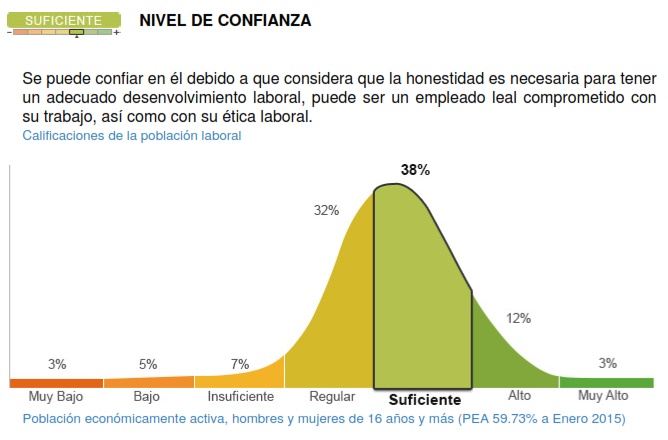 SUFICIENTE
NIVEL DE CONFIANZA
- +
Se puede confiar en él debido a que considera que la honestidad es necesaria para tener
un adecuado desenvolvimiento laboral, puede ser un empleado leal comprometido con
su trabajo, así como con su ética laboral.
Calificaciones de la población laboral
38%
32%
12%
3% 5% 7% 3%
Muy Bajo Bajo Insuficiente Regular Suficiente Alto Muy Alto
Población económicamente activa, hombres y mujeres de 16 años y más (PEA 59.73% a Enero 2015)